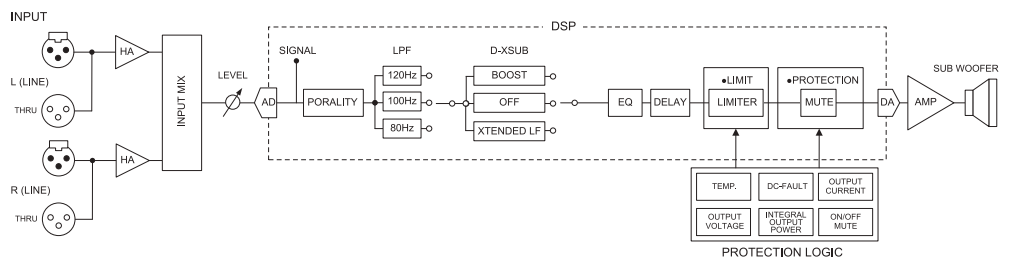 INPUT
HA
L (LINE)
THRU
HA
R (LINE)
THRU
INPUT MIX
LEVEL
DSP
AD
SIGNAL
PORALITY
LPF
120Hz
100Hz
80Hz
D-XSUB
BOOST
OFF
XTENDED LF
EQ
DELAY
●LIMIT
LIMITER
●PROTECTION
MUTE
DA
AMP
SUB WOOFER
TEMP.
DC-FAULT
OUTPUT
CURRENT
OUTPUT
VOLTAGE
INTEGRAL
OUTPUT
POWER
ON/OFF
MUTE
PROTECTION LOGIC